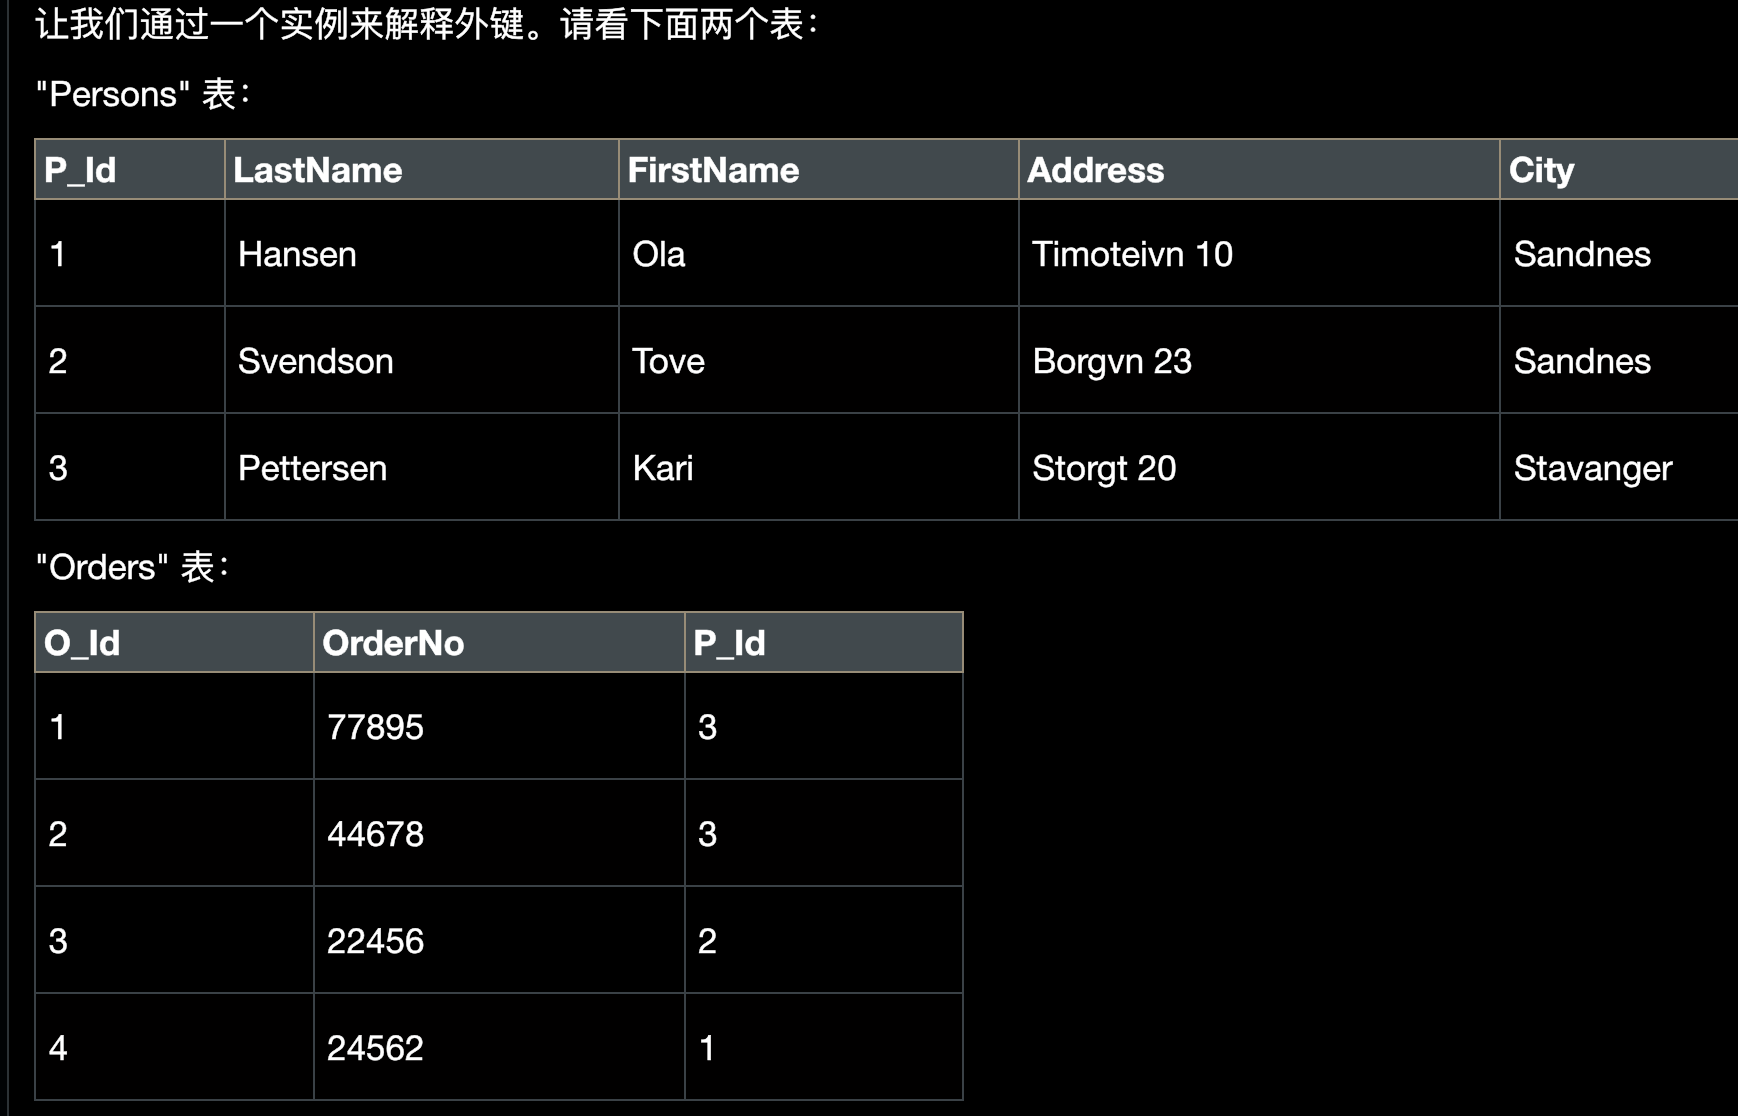 让我们通过一个实例来解释外键。请看下面两个表：
"Persons" 表：
P_Id LastName FirstName Address City
1 Hansen Ola Timoteivn 10 Sandnes
2 Svendson Tove Borgvn 23 Sandnes
3 Pettersen Kari Storgt 20 Stavanger
"Orders" 表：
O_Id OrderNo P_Id
1 77895 3
2 44678 3
3 22456 2
4 24562 1